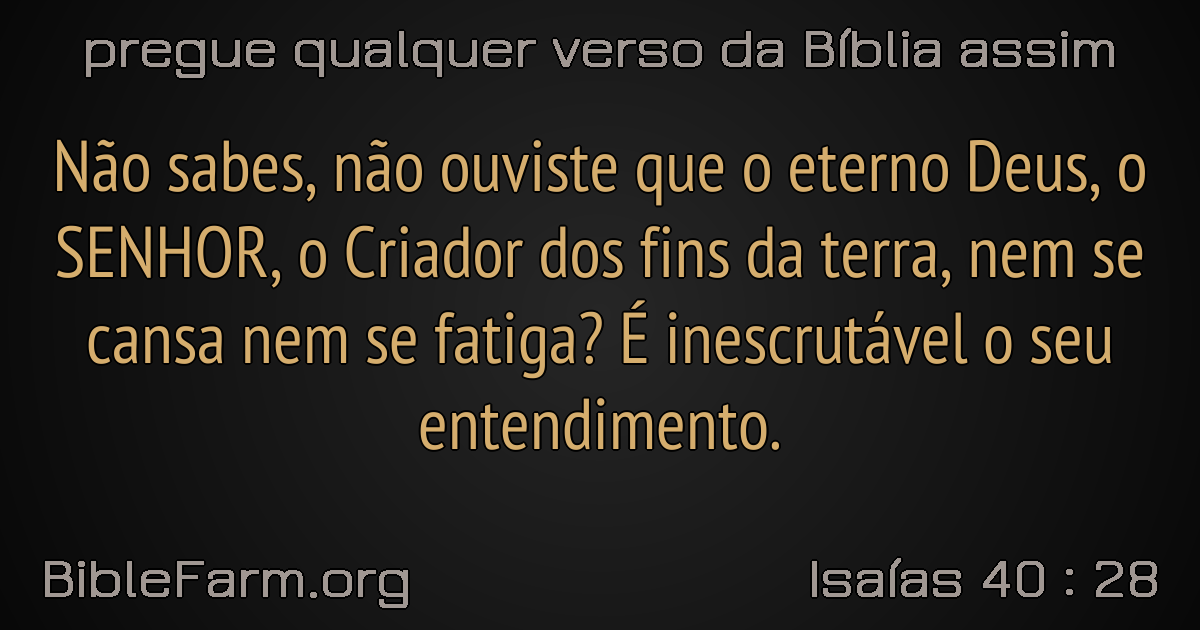 pregue qualquer verso da Bíblia assim
Não sabes, não ouviste que o eterno Deus, o
SENHOR, o Criador dos fins da terra, nem se
cansa nem se fatiga? É inescrutável o seu
entendimento.
BibleFarm.org
Isaías 40 : 28